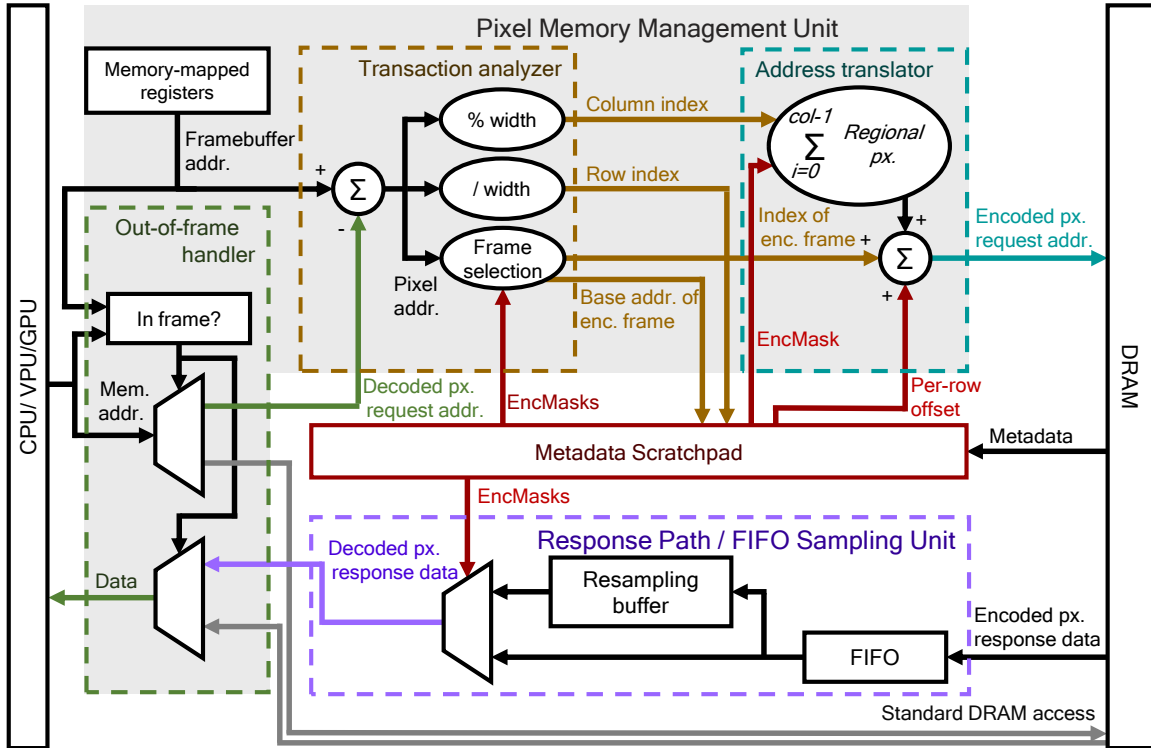 Pixel Memory Management Unit
Memory-mapped
registers
Transaction analyzer
Address translator
Framebuffer
addr.
% width
/ width
Frame
selection
Column index
Row index
Index of
enc. frame
Base addr. of
enc. frame
col-1
Σ
i=0
Regional
px.
+
Σ
-
Pixel
addr.
+
+
Σ
+
Encoded px.
request addr.
Out-of-frame
handler
In frame?
Mem.
addr.
Decoded px.
request addr.
EncMasks
EncMask
Per-row
offset
CPU/ VPU/GPU
DRAM
Metadata Scratchpad
Metadata
EncMasks
Response Path / FIFO Sampling Unit
Decoded px.
response data
Resampling
buffer
FIFO
Encoded px.
response data
Data
Standard DRAM access